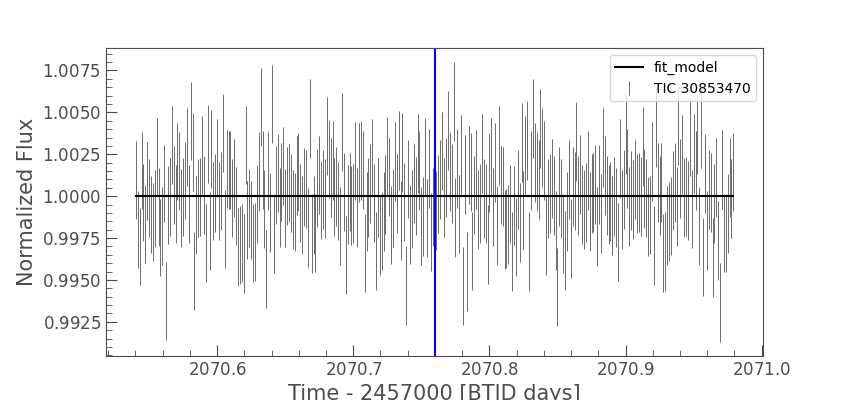 fit_model
TIC 30853470
1.0075
1.0050
1.0025
1.0000
0.9975
0.9950
0.9925
Normalized Flux
2070.6 2070.7 2070.8 2070.9 2071.0
Time - 2457000 [BTJD days]